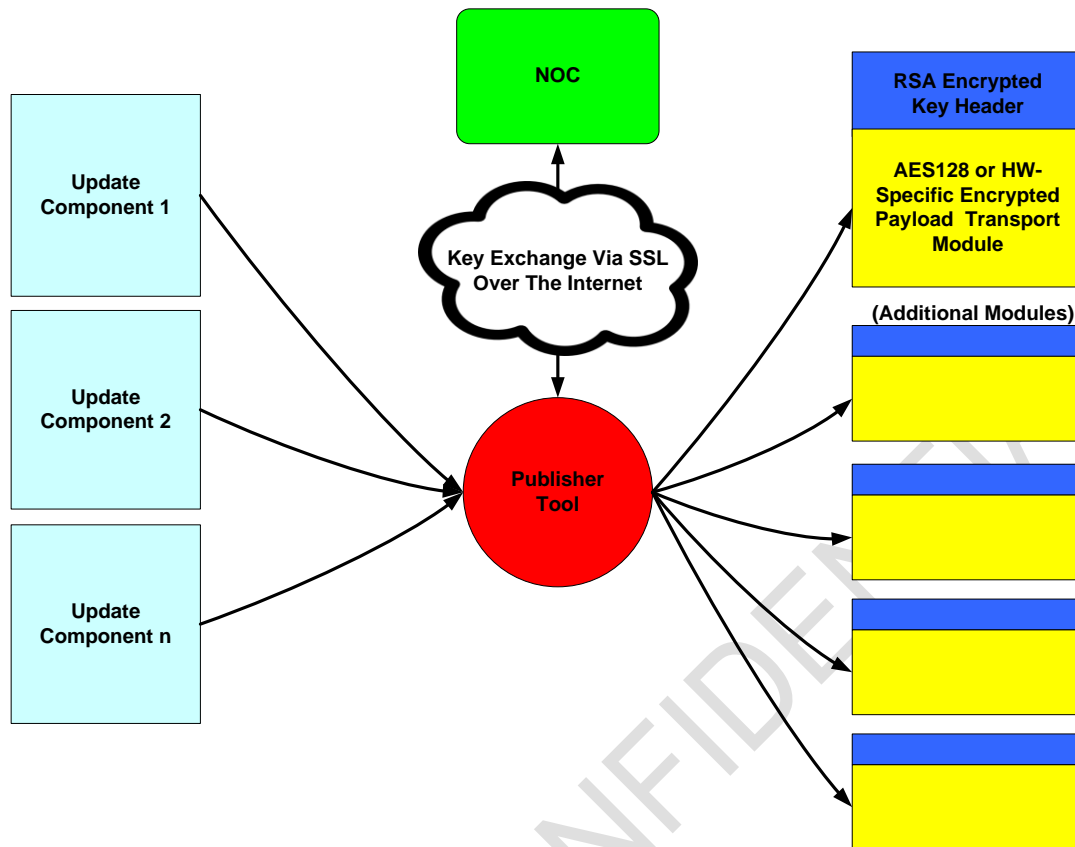 NOC
RSA Encrypted
Key Header
Update
Component 1
AES128 or HW-
Specific Encrypted
Payload Transport
Module
Key Exchange Via SSL
Over The Internet
(Additional Modules)
Update
Component 2
Publisher
Tool
Update
Component n
NFIDEN